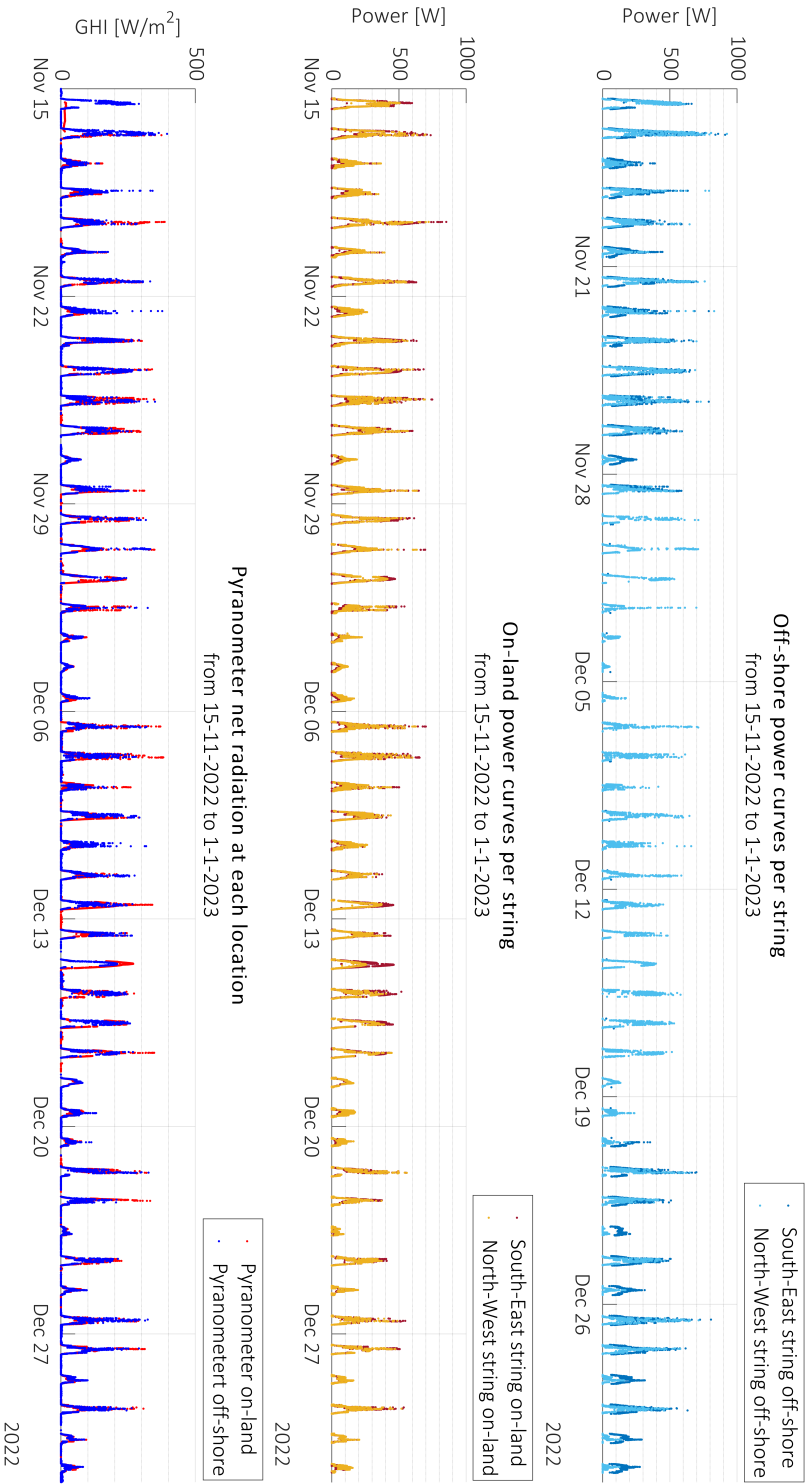 Off-shore power curves per string
from 15-11-2022 to 1-1-2023
South-East string off-shore
North-West string off-shore
Power [W]
1000
500
0
Nov 21
Nov 28
Dec 05
Dec 12
Dec 19
Dec 26
2022
On-land power curves per string
from 15-11-2022 to 1-1-2023
South-East string on-land
North-West string on-land
Power [W]
1000
500
0
Nov 15
Nov 22
Nov 29
Dec 06
Dec 13
Dec 20
Dec 27
2022
Pyranometer net radiation at each location
from 15-11-2022 to 1-1-2023
Pyranometer on-land
Pyranometert off-shore
GHI [W/m²]
500
0
Nov 15
Nov 22
Nov 29
Dec 06
Dec 13
Dec 20
Dec 27
2022